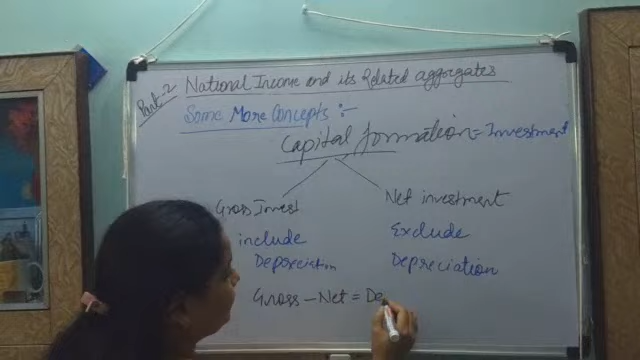 Part-2
National Income and its Related aggregates
Some More Concepts :-
Capital formation = Investment
Gross Invest
Net investment
include
Exclude
Depreciation
Depreciation
Gross - Net = De